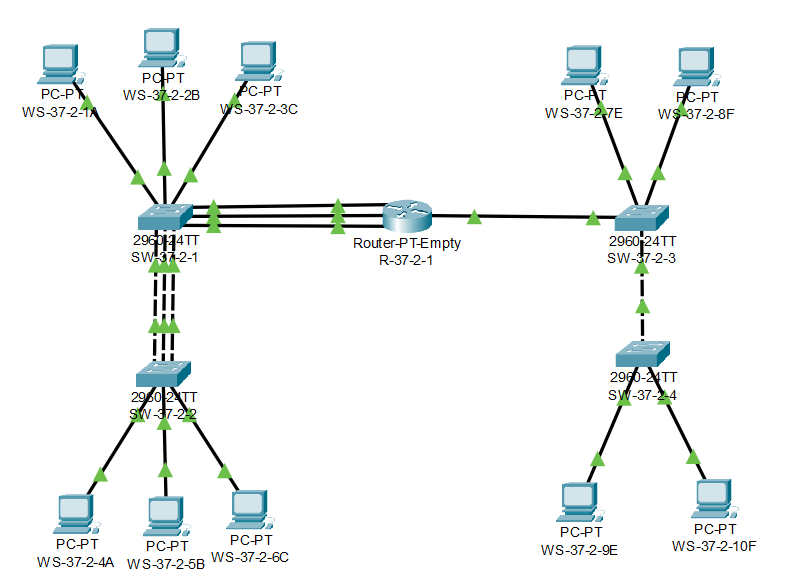 PC-PT
WS-37-2-1A
PC-PT
WS-37-2-2B
PC-PT
WS-37-2-3C
PC-PT
WS-37-2-7E
PC-PT
WS-37-2-8F
2960-24TT
SW-37-2-1
Router-PT-Empty
R-37-2-1
2960-24TT
SW-37-2-3
2960-24TT
SW-37-2-2
2960-24TT
SW-37-2-4
PC-PT
WS-37-2-4A
PC-PT
WS-37-2-5B
PC-PT
WS-37-2-6C
PC-PT
WS-37-2-9E
PC-PT
WS-37-2-10F